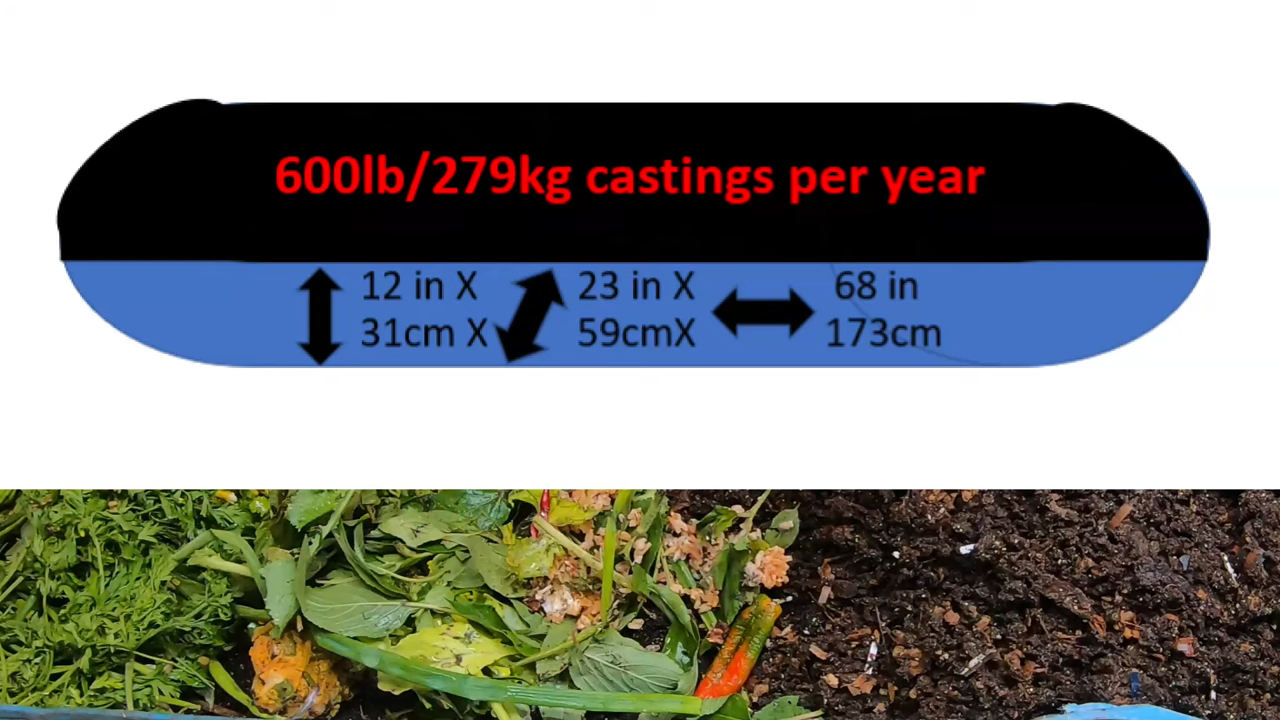 600lb/279kg castings per year
12 in X 23 in X 68 in
31cm X 59cmX 173cm